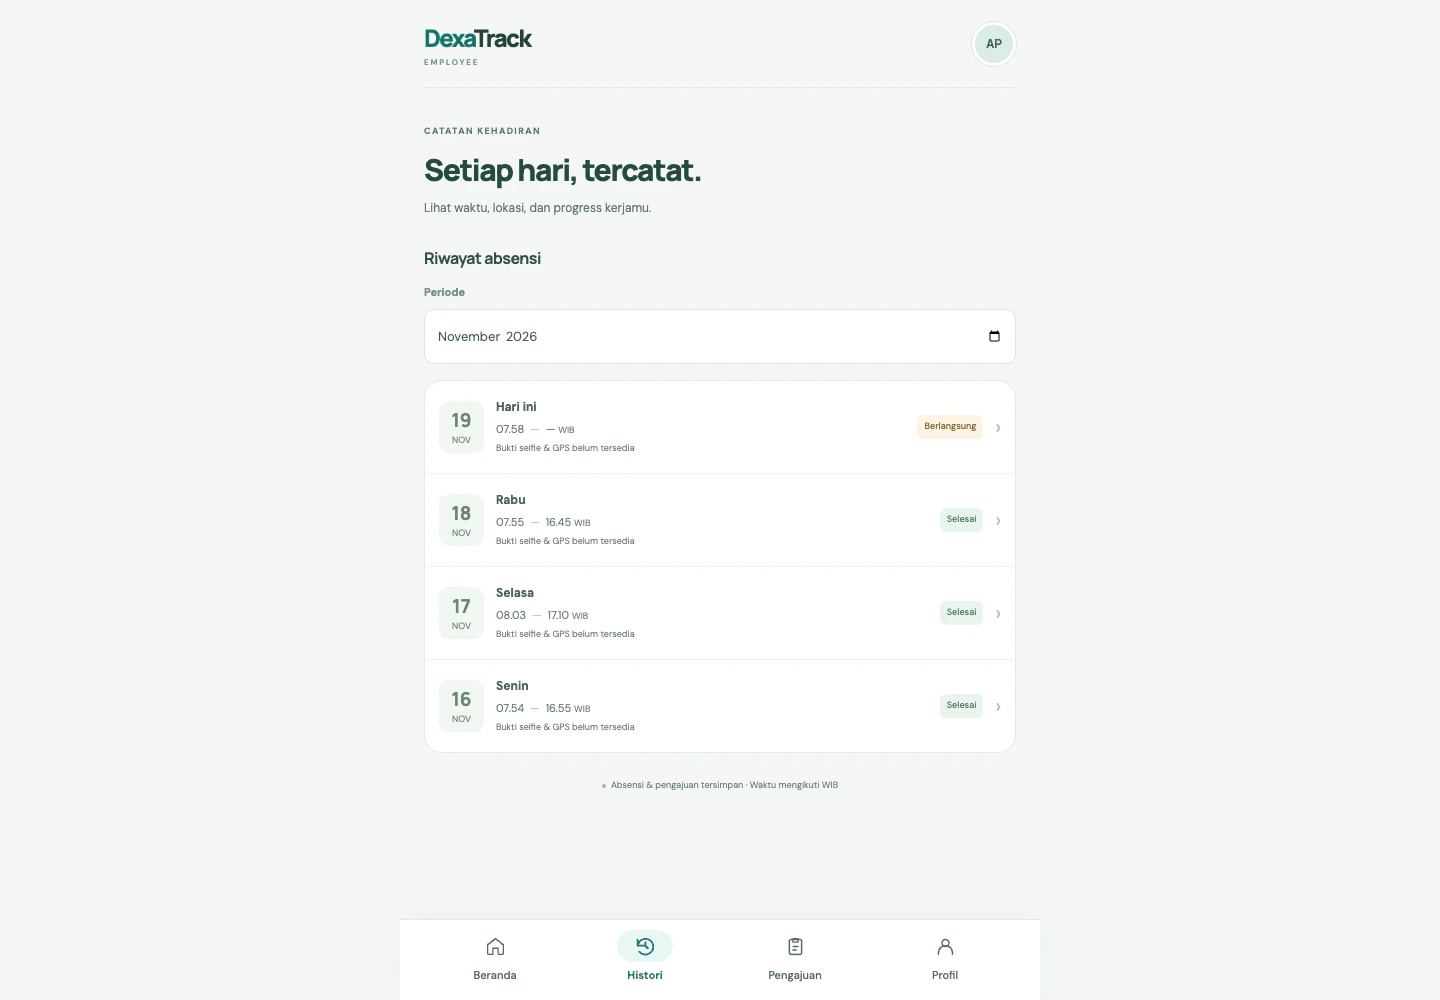 DexaTrack
EMPLOYEE
AP
CATATAN KEHADIRAN
Setiap hari, tercatat.
Lihat waktu, lokasi, dan progress kerjamu.
Riwayat absensi
Periode
November 2026
19
NOV
Hari ini
07.58 — — WIB
Bukti selfie & GPS belum tersedia
Berlangsung
18
NOV
Rabu
07.55 — 16.45 WIB
Bukti selfie & GPS belum tersedia
Selesai
17
NOV
Selasa
08.03 — 17.10 WIB
Bukti selfie & GPS belum tersedia
Selesai
16
NOV
Senin
07.54 — 16.55 WIB
Bukti selfie & GPS belum tersedia
Selesai
Absensi & pengajuan tersimpan · Waktu mengikuti WIB
Beranda
Histori
Pengajuan
Profil